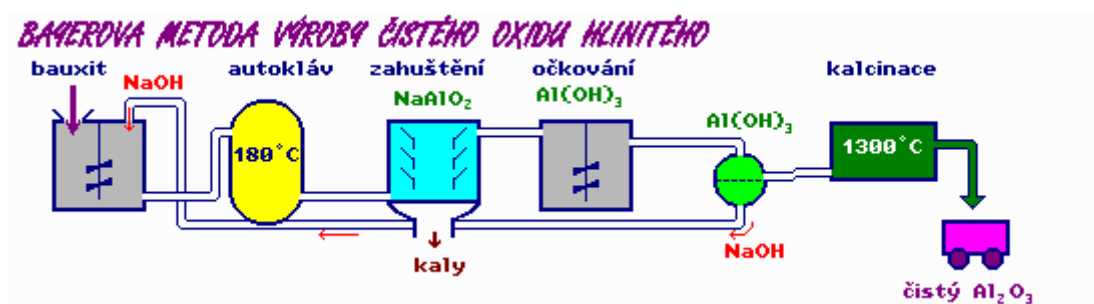 BAYEROVA METODA VÝROBY ČISTÉHO OXIDU HLINITÉHO
bauxit autokláv zahuštění očkování kalcinace
NaOH NaAlO₂ Al(OH)₃
Al(OH)₃
180°C 1300°C
NaOH
kaly
čistý Al₂O₃